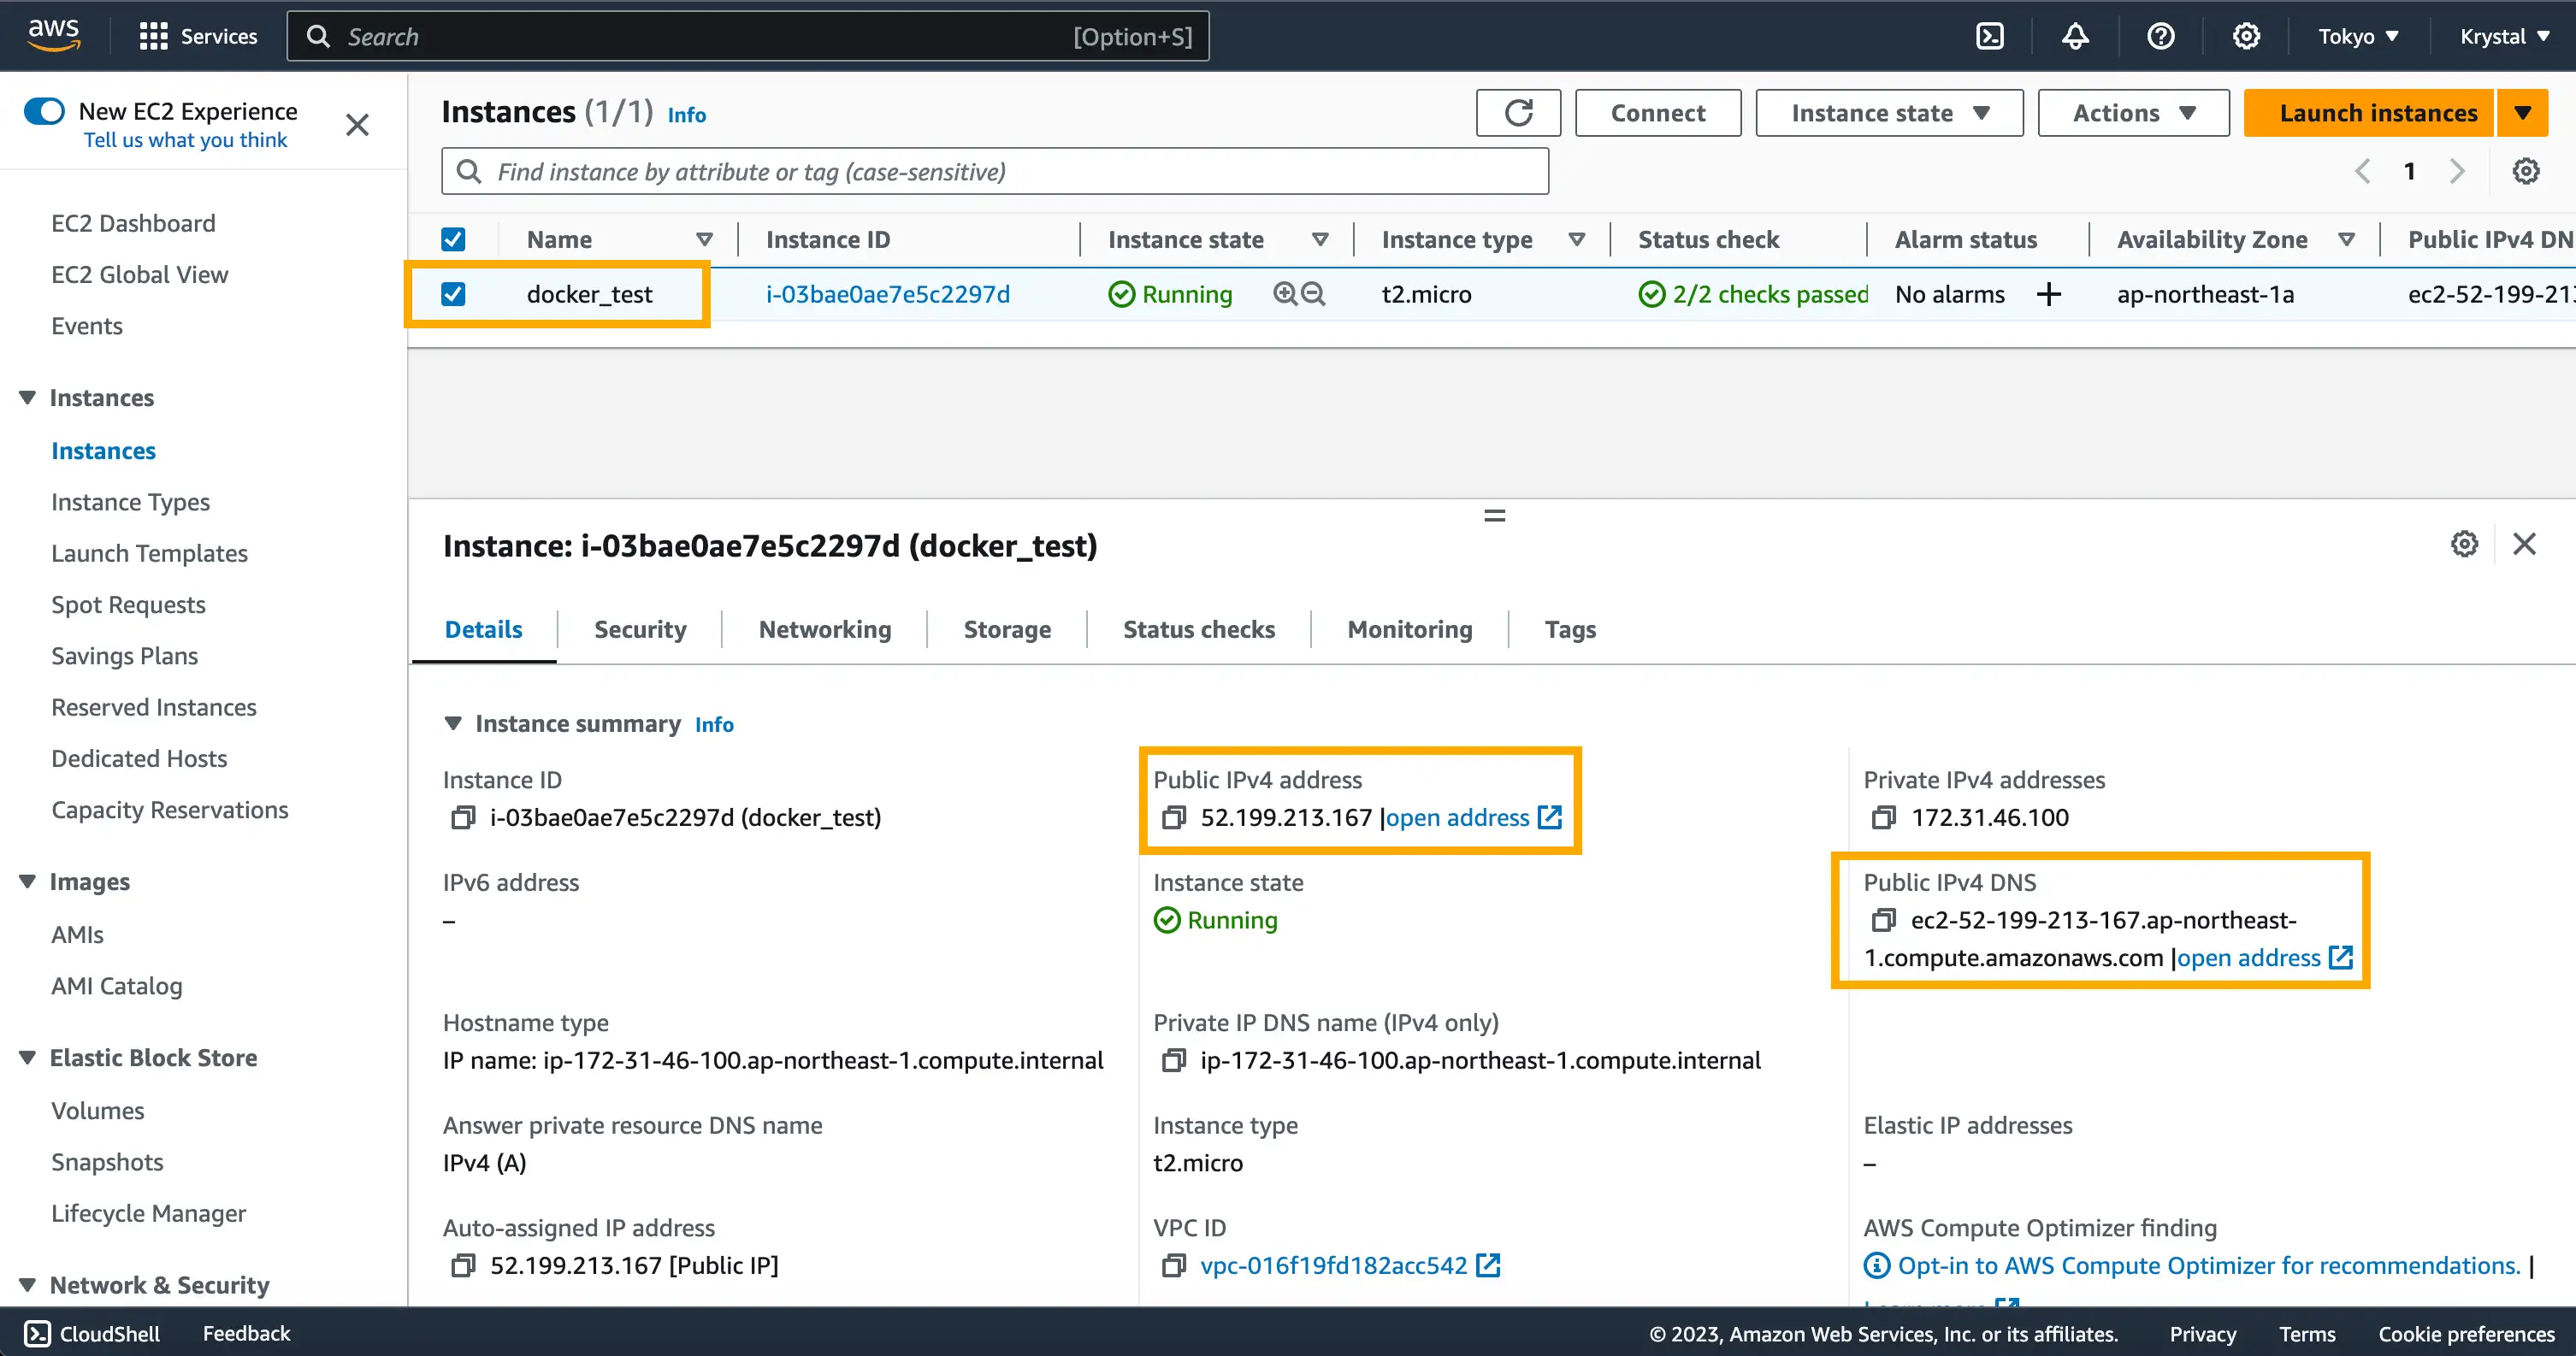 aws
Services
Search
[Option+S]
Tokyo
Krystal
New EC2 Experience
Tell us what you think
EC2 Dashboard
EC2 Global View
Events
Instances
Instances
Instance Types
Launch Templates
Spot Requests
Savings Plans
Reserved Instances
Dedicated Hosts
Capacity Reservations
Images
AMIs
AMI Catalog
Elastic Block Store
Volumes
Snapshots
Lifecycle Manager
Network & Security
Instances (1/1) Info
Connect
Instance state
Actions
Launch instances
Find instance by attribute or tag (case-sensitive)
1
Name Instance ID Instance state Instance type Status check Alarm status Availability Zone Public IPv4 DN
docker_test i-03bae0ae7e5c2297d Running t2.micro 2/2 checks passed No alarms + ap-northeast-1a ec2-52-199-213
Instance: i-03bae0ae7e5c2297d (docker_test)
Details Security Networking Storage Status checks Monitoring Tags
Instance summary Info
Instance ID
i-03bae0ae7e5c2297d (docker_test)
Public IPv4 address
52.199.213.167 |open address
Private IPv4 addresses
172.31.46.100
IPv6 address
–
Instance state
Running
Public IPv4 DNS
ec2-52-199-213-167.ap-northeast-
1.compute.amazonaws.com |open address
Hostname type
IP name: ip-172-31-46-100.ap-northeast-1.compute.internal
Private IP DNS name (IPv4 only)
ip-172-31-46-100.ap-northeast-1.compute.internal
Answer private resource DNS name
IPv4 (A)
Instance type
t2.micro
Elastic IP addresses
–
Auto-assigned IP address
52.199.213.167 [Public IP]
VPC ID
vpc-016f19fd182acc542
AWS Compute Optimizer finding
Opt-in to AWS Compute Optimizer for recommendations. |
CloudShell
Feedback
© 2023, Amazon Web Services, Inc. or its affiliates.
Privacy
Terms
Cookie preferences